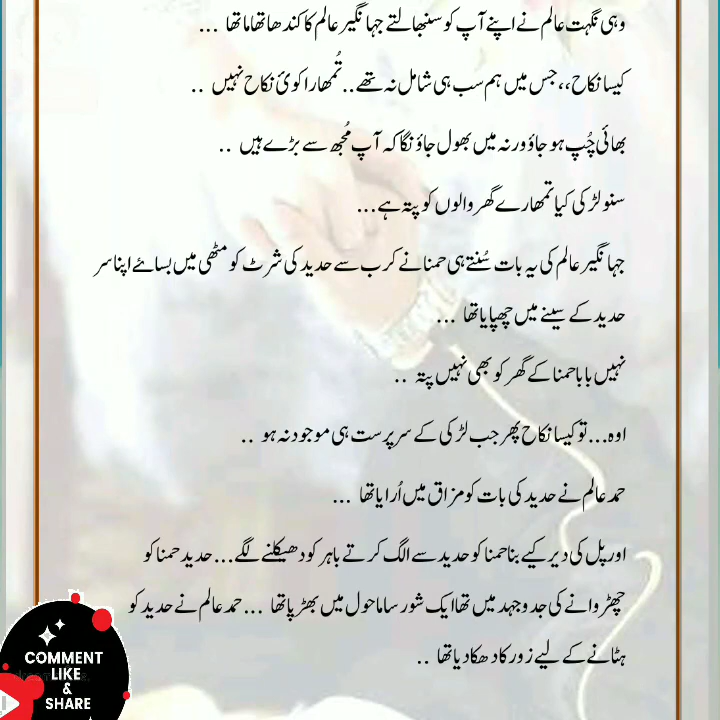 وہی نگہت عالم نے اپنے آپ کو سنبھالتے جہانگیر عالم کا کندھا تھاما تھا ...
کیسا نکاح،، جس میں ہم سب ہی شامل نہ تھے.. تُمھارا کوئ نکاح نہیں ..
بھائی چُپ ہو جاؤ ورنہ میں بھول جاؤنگا کہ آپ مُجھ سے بڑے ہیں ..
سنو لڑکی کیا تمھارے گھر والوں کو پتہ ہے...
جہانگیر عالم کی یہ بات سُنتے ہی حمنا نے کرب سے حدید کی شرٹ کو مٹھی میں بسائے اپنا سر
حدید کے سینے میں چھپایا تھا ...
نہیں بابا حمنا کے گھر کو بھی نہیں پتہ ..
اوہ... تو کیسا نکاح پھر جب لڑکی کے سرپرست ہی موجود نہ ہو ..
حمد عالم نے حدید کی بات کو مزاق میں اُرایا تھا ...
اور پل کی دیر کیے بنا حمنا کو حدید سے الگ کرتے باہر کو دھیکلنے لگے... حدید حمنا کو
چھڑوانے کی جدوجہد میں تھا ایک شور سا ماحول میں بھڑپا تھا ... حمد عالم نے حدید کو
ہٹانے کے لیے زور کا دھکا دیا تھا ..
COMMENT
LIKE
&
SHARE